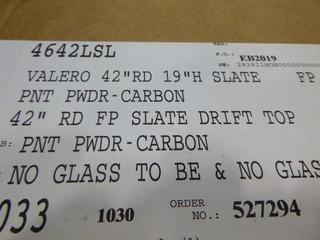 4642LSL
P.O.: EB2019
VALERO 42"RD 19"H SLATE FP
PNT PWDR-CARBON
42" RD FP SLATE DRIFT TOP
B: PNT PWDR-CARBON
NO GLASS TO BE & NO GLAS
033 1030 ORDER NO.: 527294